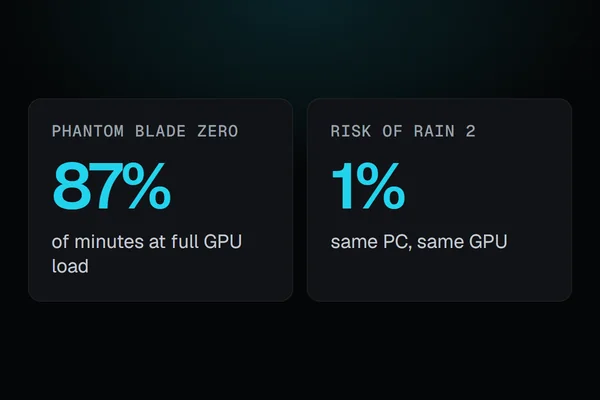 PHANTOM BLADE ZERO
87%
of minutes at full GPU
load
RISK OF RAIN 2
1%
same PC, same GPU